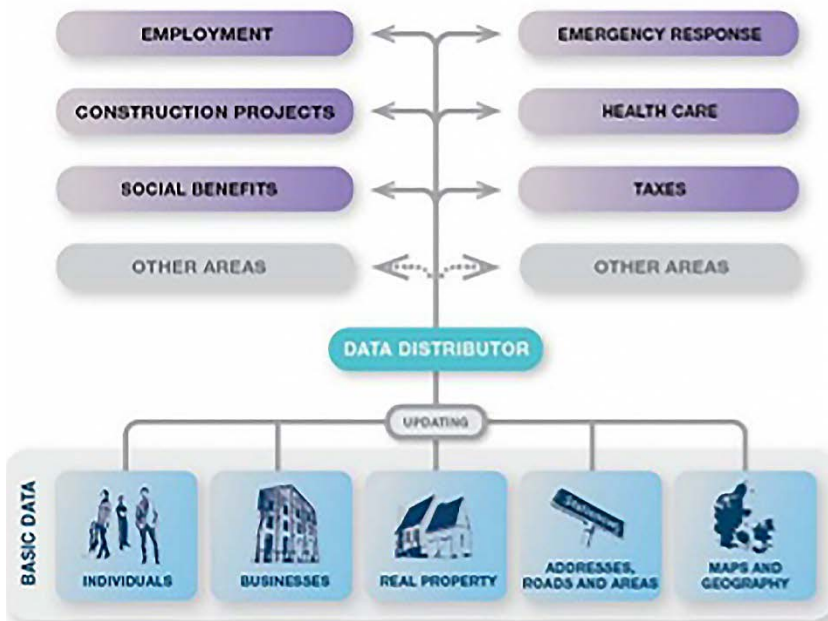 EMPLOYMENT
EMERGENCY RESPONSE
CONSTRUCTION PROJECTS
HEALTH CARE
SOCIAL BENEFITS
TAXES
OTHER AREAS
OTHER AREAS
DATA DISTRIBUTOR
UPDATING
BASIC DATA
INDIVIDUALS
BUSINESSES
REAL PROPERTY
ADDRESSES,
ROADS AND AREAS
MAPS AND
GEOGRAPHY